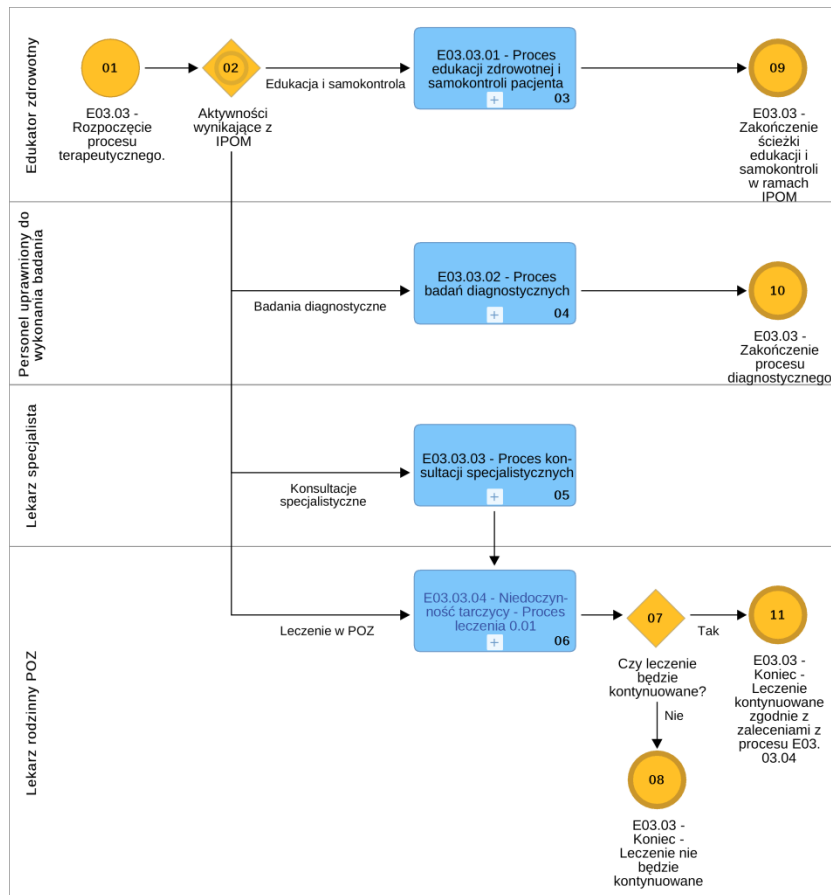 Edukator zdrowotny
01
E03.03 -
Rozpoczęcie
procesu
terapeutycznego.
02
Aktywności
wynikające z
IPOM
Edukacja i samokontrola
E03.03.01 - Proces
edukacji zdrowotnej i
samokontroli pacjenta
+
03
09
E03.03 -
Zakończenie
ścieżki
edukacji i
samokontroli
w ramach
IPOM
Personel uprawniony do
wykonania badania
Badania diagnostyczne
E03.03.02 - Proces
badań diagnostycznych
+
04
10
E03.03 -
Zakończenie
procesu
diagnostycznego
Lekarz specjalista
Konsultacje
specjalistyczne
E03.03.03 - Proces kon-
sultacji specjalistycznych
+
05
Lekarz rodzinny POZ
Leczenie w POZ
E03.03.04 - Niedoczyn-
ność tarczycy - Proces
leczenia 0.01
+
06
07
Czy leczenie
będzie
kontynuowane?
Tak
Nie
11
E03.03 -
Koniec -
Leczenie
kontynuowane
zgodnie z
zaleceniami z
procesu E03.
03.04
08
E03.03 -
Koniec -
Leczenie nie
będzie
kontynuowane